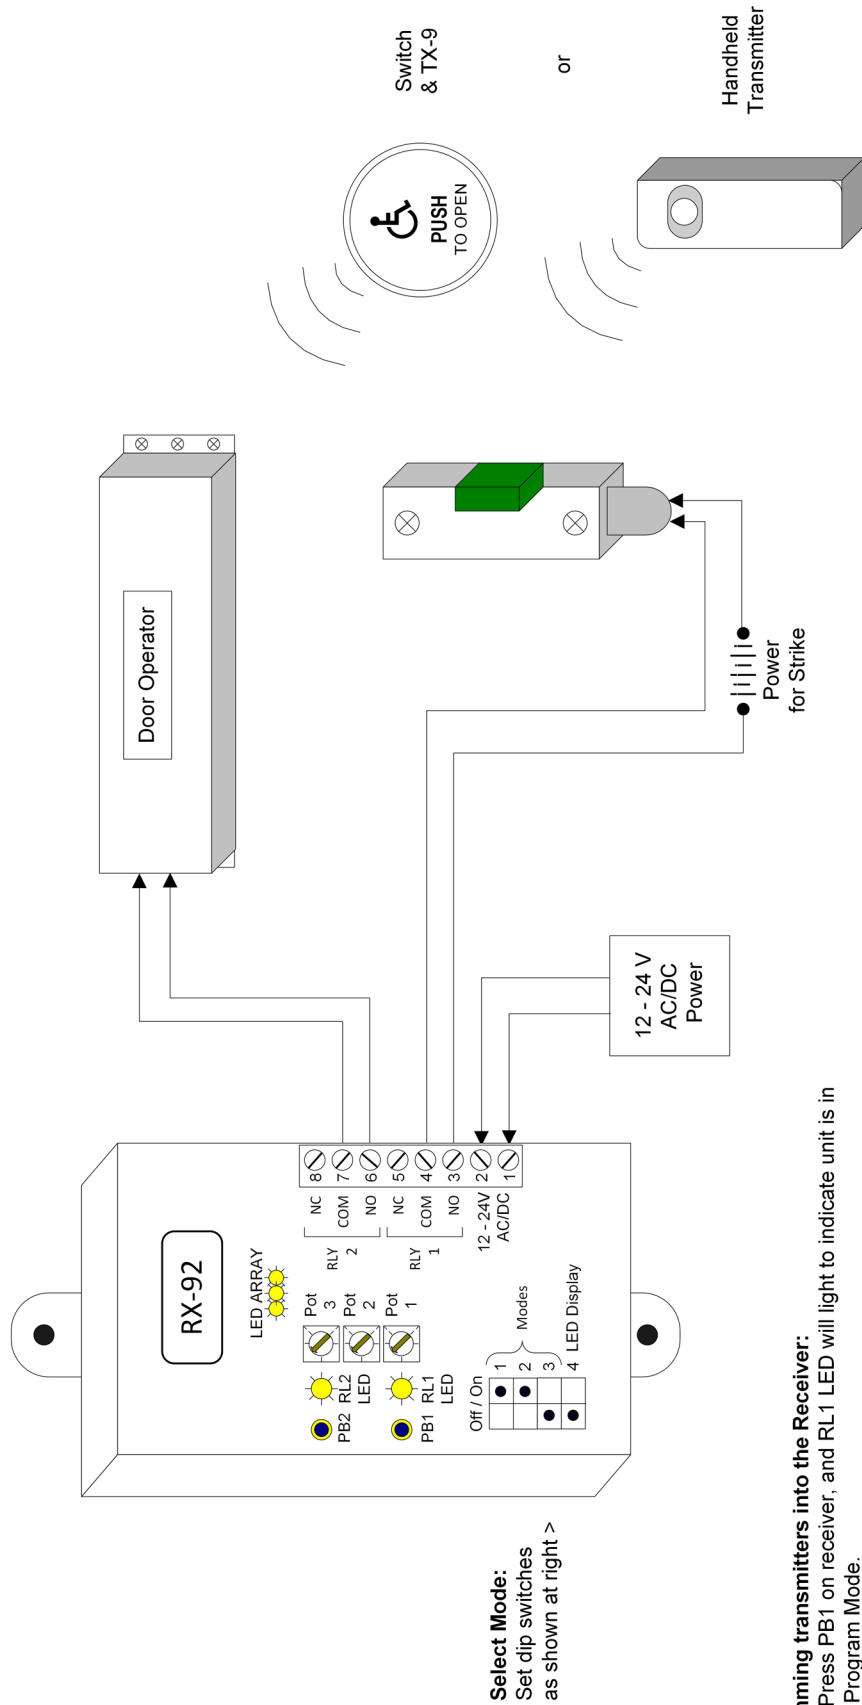 Select Mode:
Set dip switches
as shown at right >
RX-92
LED ARRAY
PB2
RL2
LED
Pot
3
Pot
2
PB1
RL1
LED
Pot
1
Off / On
1
2
3
4
Modes
LED Display
RLY
2
NC
8
COM
7
NO
6
RLY
1
NC
5
COM
4
NO
3
12 - 24V
AC/DC
2
1
12 - 24 V
AC/DC
Power
Door Operator
Power
for Strike
PUSH
TO OPEN
Switch
& TX-9
or
Handheld
Transmitter
transmitters into the Receiver:
Press PB1 on receiver, and RL1 LED will light to indicate unit is in
Program Mode.